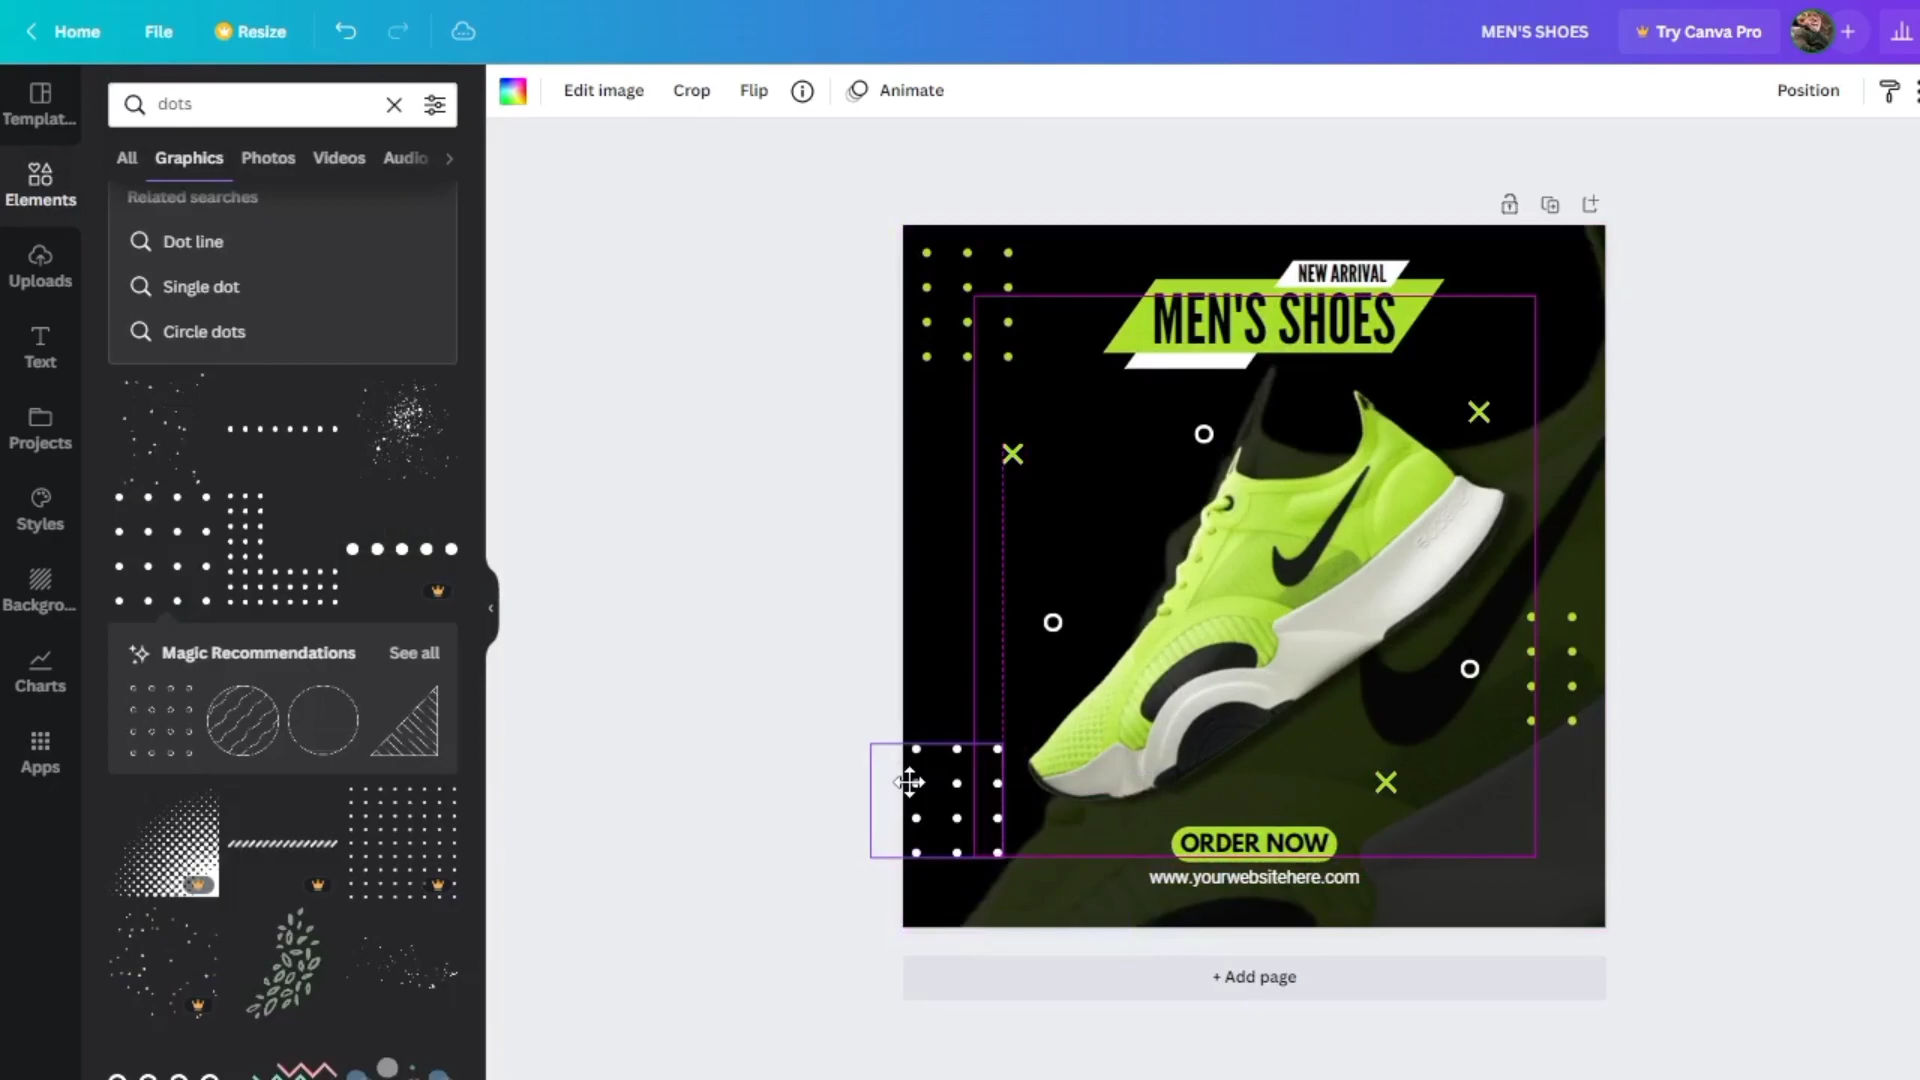 Home File Resize MEN'S SHOES Try Canva Pro
dots
Edit image Crop Flip Animate Position
All Graphics Photos Videos Audio
Related searches
Dot line
Single dot
Circle dots
Templat...
Elements
Uploads
Text
Projects
Styles
Backgro...
Charts
Apps
Magic Recommendations See all
NEW ARRIVAL
MEN'S SHOES
ORDER NOW
www.yourwebsitehere.com
+ Add page